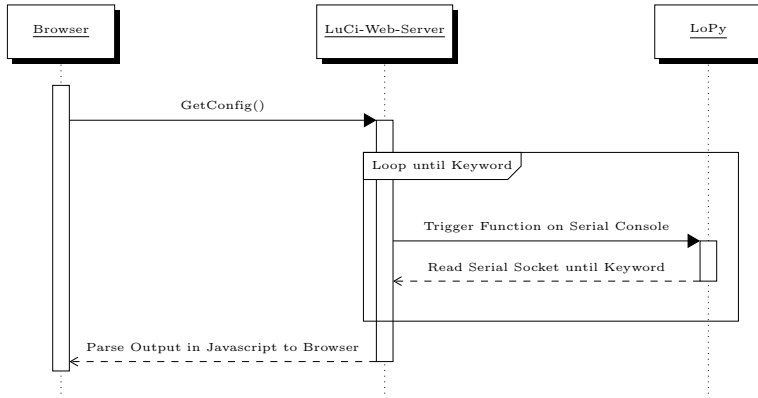 Browser
LuCi-Web-Server
LoPy
GetConfig()
Loop until Keyword
Trigger Function on Serial Console
Read Serial Socket until Keyword
Parse Output in Javascript to Browser